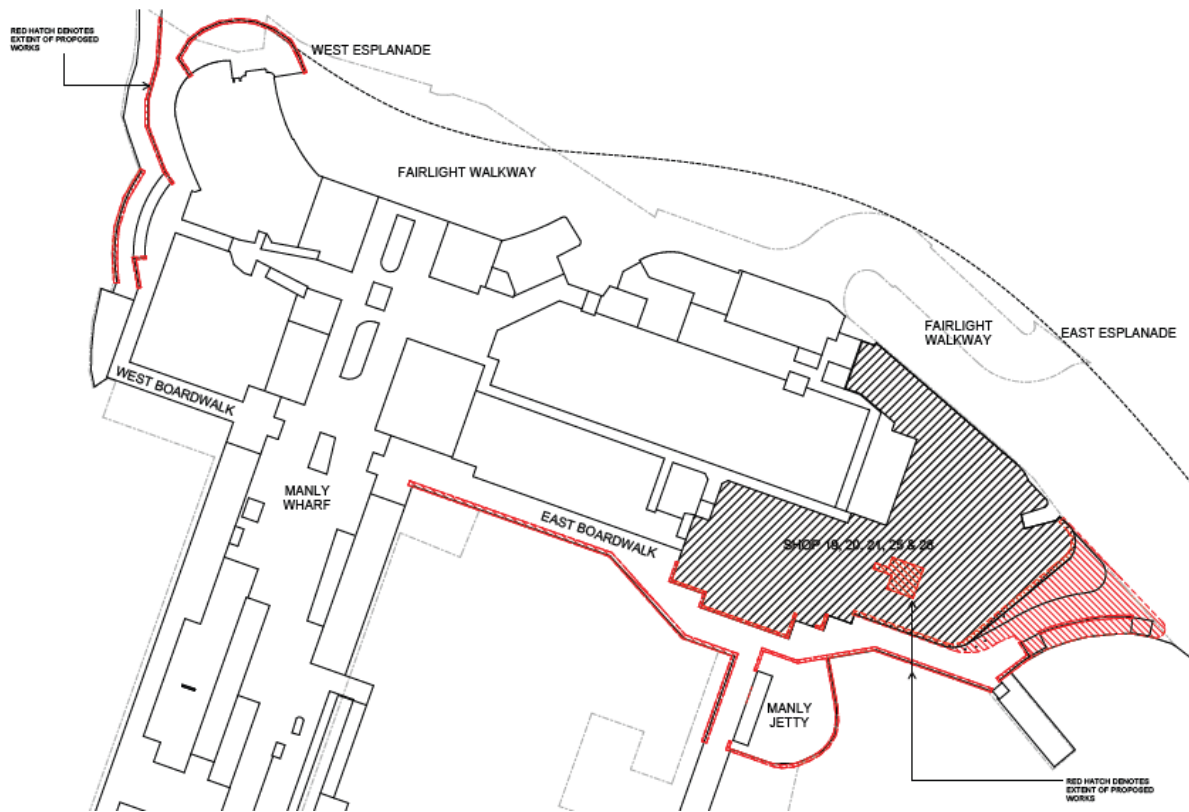 RED HATCH DENOTES
EXTENT OF PROPOSED
WORKS
WEST ESPLANADE
FAIRLIGHT WALKWAY
FAIRLIGHT
WALKWAY
EAST ESPLANADE
WEST BOARDWALK
MANLY
WHARF
EAST BOARDWALK
SHOP 19, 20, 21, 25 & 26
MANLY
JETTY
RED HATCH DENOTES
EXTENT OF PROPOSED
WORKS